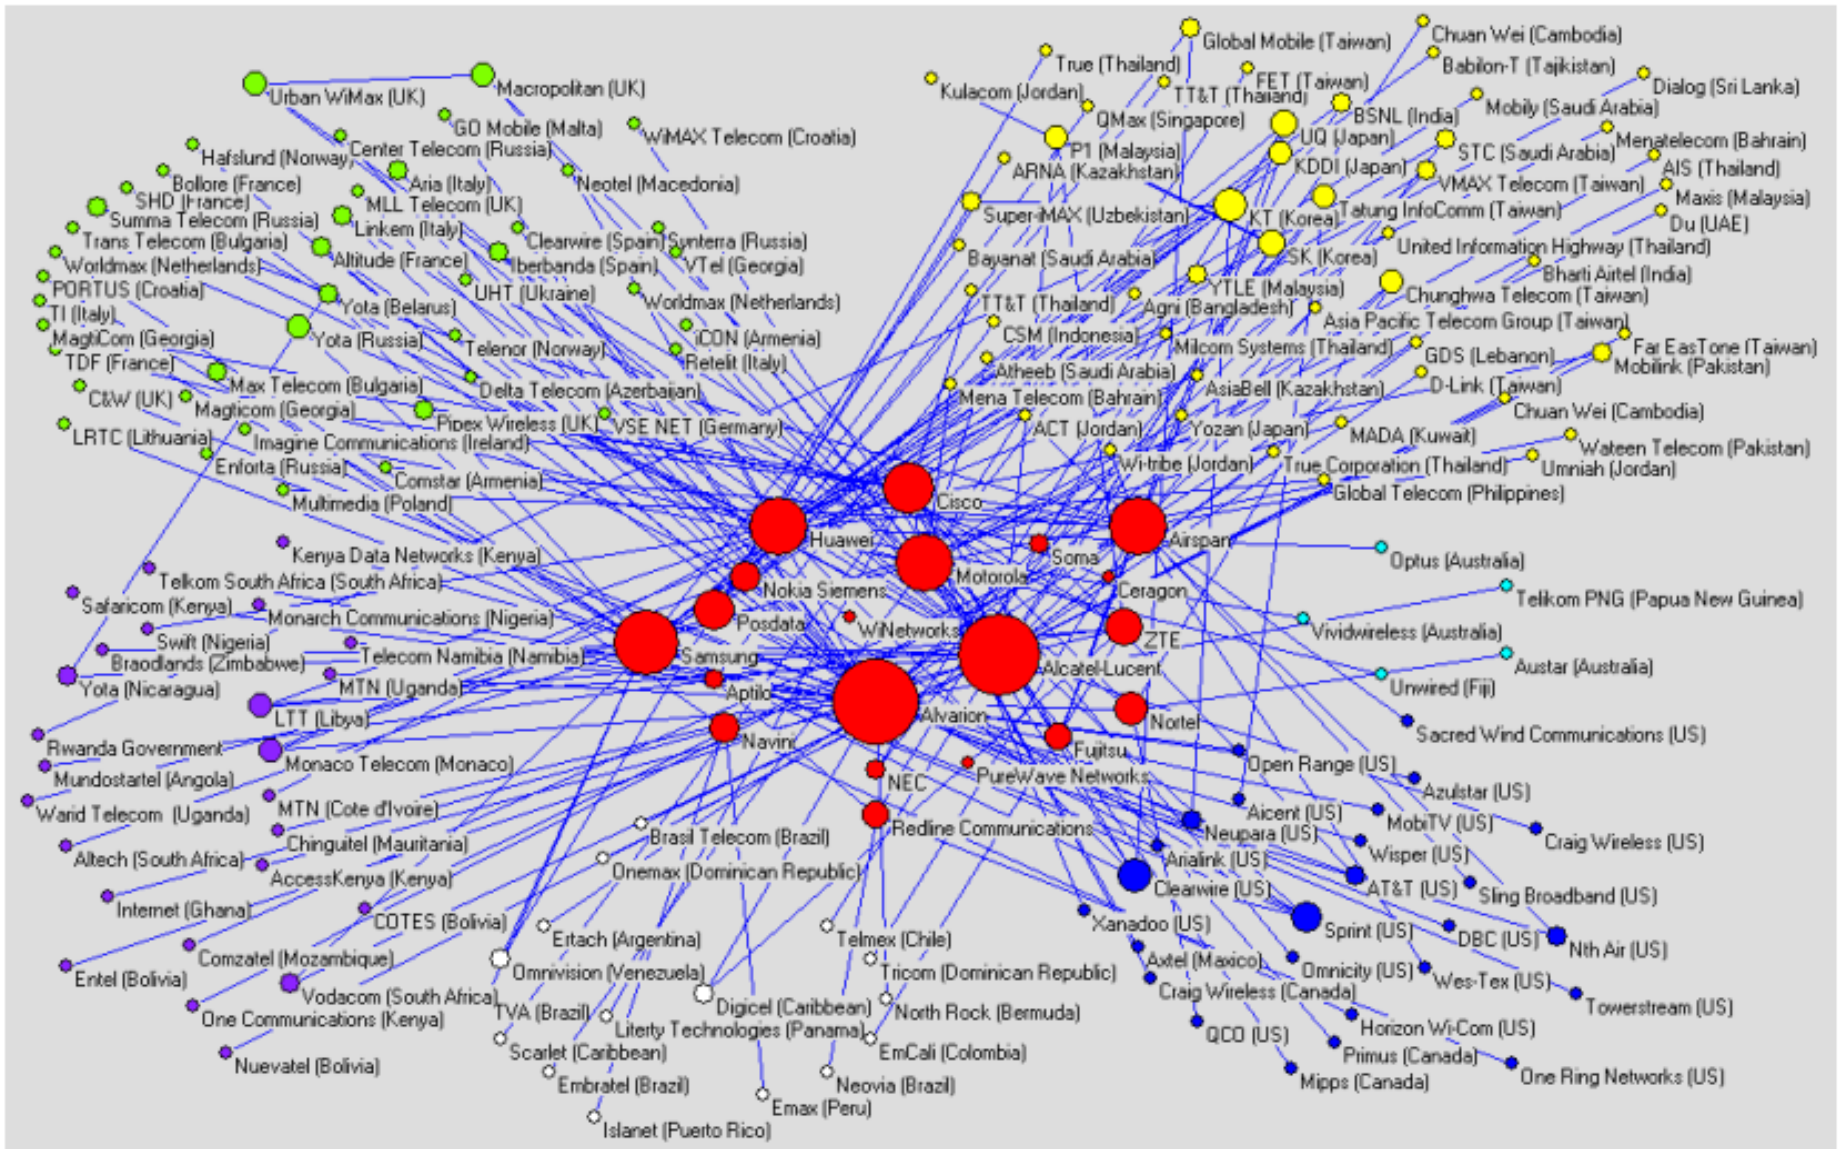 Urban WiMax (UK)
Macropolitan (UK)
GO Mobile (Malta)
WiMAX Telecom (Croatia)
Hafslund (Norway)
Center Telecom (Russia)
Bollore (France)
Aria (Italy)
Neotel (Macedonia)
SHD (France)
MLL Telecom (UK)
Summa Telecom (Russia)
Linkem (Italy)
Clearwire (Spain)
Synterra (Russia)
Trans Telecom (Bulgaria)
Altitude (France)
Iberbanda (Spain)
VTel (Georgia)
Worldmax (Netherlands)
PORTUS (Croatia)
Yota (Belarus)
UHT (Ukraine)
Worldmax (Netherlands)
TI (Italy)
MagtiCom (Georgia)
Yota (Russia)
Telenor (Norway)
iCON (Armenia)
TDF (France)
Retelit (Italy)
Max Telecom (Bulgaria)
Delta Telecom (Azerbaijan)
C&W (UK)
Magticom (Georgia)
Pipex Wireless (UK)
VSE NET (Germany)
LRTC (Lithuania)
Imagine Communications (Ireland)
Enforta (Russia)
Comstar (Armenia)
Multimedia (Poland)
Global Mobile (Taiwan)
Chuan Wei (Cambodia)
True (Thailand)
Babilon-T (Tajikistan)
Kulacom (Jordan)
TT&T (Thailand)
FET (Taiwan)
Dialog (Sri Lanka)
QMax (Singapore)
BSNL (India)
Mobily (Saudi Arabia)
P1 (Malaysia)
UQ (Japan)
Menatelecom (Bahrain)
ARNA (Kazakhstan)
KDDI (Japan)
STC (Saudi Arabia)
AIS (Thailand)
VMAX Telecom (Taiwan)
Maxis (Malaysia)
Super-iMAX (Uzbekistan)
KT (Korea)
Tatung InfoComm (Taiwan)
Du (UAE)
Bayanat (Saudi Arabia)
SK (Korea)
United Information Highway (Thailand)
Bharti Airtel (India)
TT&T (Thailand)
YTLE (Malaysia)
Agni (Bangladesh)
Chunghwa Telecom (Taiwan)
CSM (Indonesia)
Asia Pacific Telecom Group (Taiwan)
Milcom Systems (Thailand)
GDS (Lebanon)
Far EasTone (Taiwan)
Mobilink (Pakistan)
Atheeb (Saudi Arabia)
AsiaBell (Kazakhstan)
D-Link (Taiwan)
Mena Telecom (Bahrain)
Chuan Wei (Cambodia)
ACT (Jordan)
Yozan (Japan)
MADA (Kuwait)
Wateen Telecom (Pakistan)
Wi-tribe (Jordan)
True Corporation (Thailand)
Umniah (Jordan)
Global Telecom (Philippines)
Cisco
Huawei
Airspan
Motorola
Soma
Nokia Siemens
Ceragon
Posdata
WiNetworks
ZTE
Samsung
Alcatel-Lucent
Aptilo
Alvarion
Nortel
Navini
Fujitsu
NEC
PureWave Networks
Redline Communications
Optus (Australia)
Telikom PNG (Papua New Guinea)
Vividwireless (Australia)
Austar (Australia)
Unwired (Fiji)
Kenya Data Networks (Kenya)
Telkom South Africa (South Africa)
Safaricom (Kenya)
Monarch Communications (Nigeria)
Swift (Nigeria)
Braodlands (Zimbabwe)
Telecom Namibia (Namibia)
Yota (Nicaragua)
MTN (Uganda)
LTT (Libya)
Rwanda Government
Monaco Telecom (Monaco)
Mundostartel (Angola)
Warid Telecom (Uganda)
MTN (Cote d'Ivoire)
Chinguitel (Mauritania)
Altech (South Africa)
AccessKenya (Kenya)
Internet (Ghana)
COTES (Bolivia)
Comzatel (Mozambique)
Entel (Bolivia)
Vodacom (South Africa)
One Communications (Kenya)
Nuevatel (Bolivia)
Brasil Telecom (Brazil)
Onemax (Dominican Republic)
Ertach (Argentina)
Telmex (Chile)
Omnivision (Venezuela)
Tricom (Dominican Republic)
TVA (Brazil)
Digicel (Caribbean)
North Rock (Bermuda)
Literty Technologies (Panama)
Scarlet (Caribbean)
EmCali (Colombia)
Embratel (Brazil)
Neovia (Brazil)
Emax (Peru)
Islanet (Puerto Rico)
Sacred Wind Communications (US)
Open Range (US)
Azulstar (US)
Aicent (US)
MobiTV (US)
Neupara (US)
Craig Wireless (US)
Arialink (US)
Wisper (US)
Clearwire (US)
AT&T (US)
Sling Broadband (US)
Xanadoo (US)
Sprint (US)
DBC (US)
Nth Air (US)
Axtel (Maxico)
Omnicity (US)
Wes-Tex (US)
Craig Wireless (Canada)
Towerstream (US)
QCO (US)
Horizon Wi-Com (US)
Primus (Canada)
Mipps (Canada)
One Ring Networks (US)